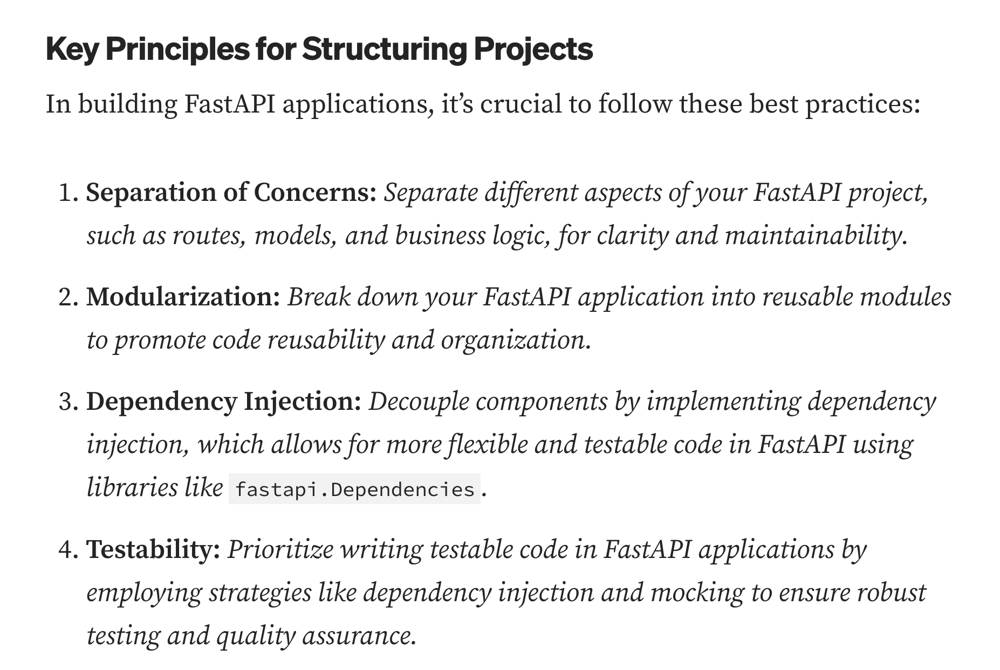 Key Principles for Structuring Projects
In building FastAPI applications, it’s crucial to follow these best practices:
1. Separation of Concerns: Separate different aspects of your FastAPI project,
such as routes, models, and business logic, for clarity and maintainability.
2. Modularization: Break down your FastAPI application into reusable modules
to promote code reusability and organization.
3. Dependency Injection: Decouple components by implementing dependency
injection, which allows for more flexible and testable code in FastAPI using
libraries like fastapi.Dependencies.
4. Testability: Prioritize writing testable code in FastAPI applications by
employing strategies like dependency injection and mocking to ensure robust
testing and quality assurance.